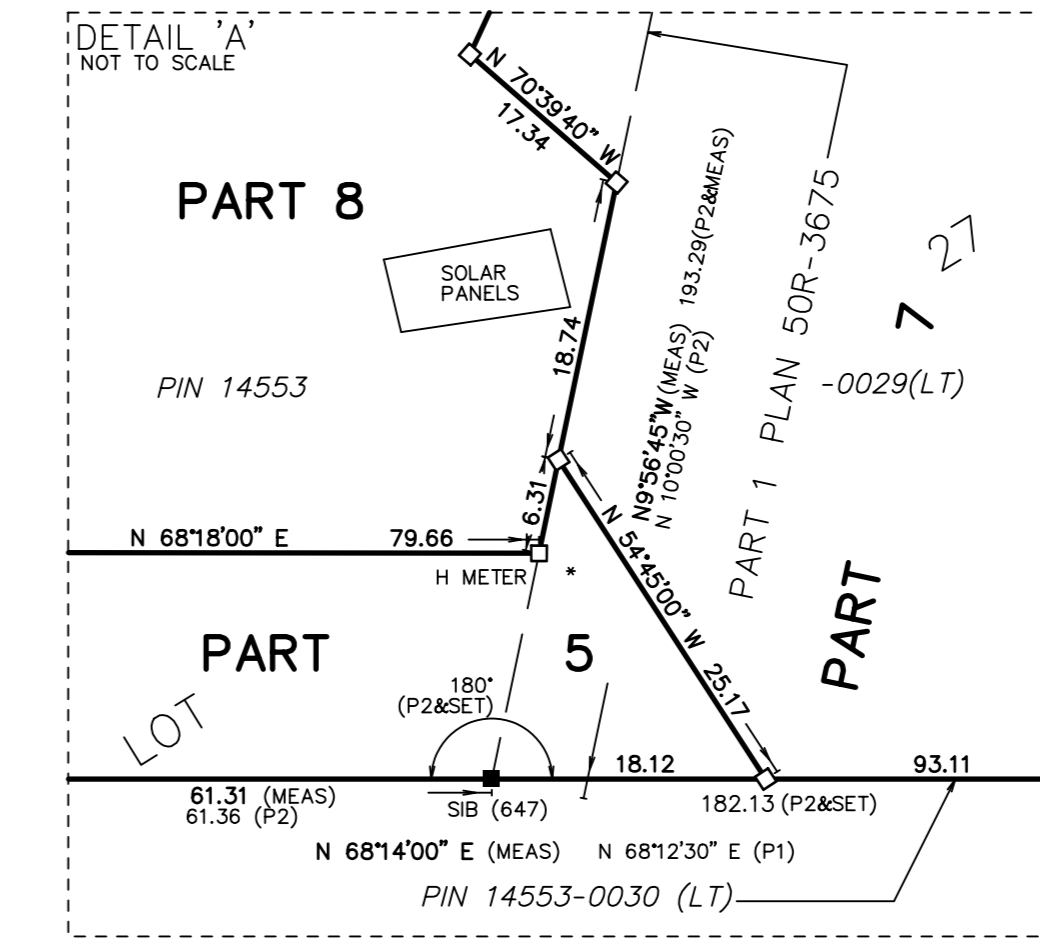 DETAIL 'A'
NOT TO SCALE
N 70°39'40" W
17.34
PART 8
SOLAR
PANELS
193.29(P2&MEAS)
N9°56'45"W(MEAS)
N 10°00'30" W (P2)
PART 1 PLAN 50R-3675
27
7
-0029(LT)
18.74
PIN 14553
6.31
N 68°18'00" E 79.66
H METER *
N 54°45'00" W 25.17
PART
PART 5
180°
(P2&SET)
LOT
18.12
93.11
61.31 (MEAS)
61.36 (P2)
SIB (647)
182.13 (P2&SET)
N 68°14'00" E (MEAS) N 68°12'30" E (P1)
PIN 14553-0030 (LT)